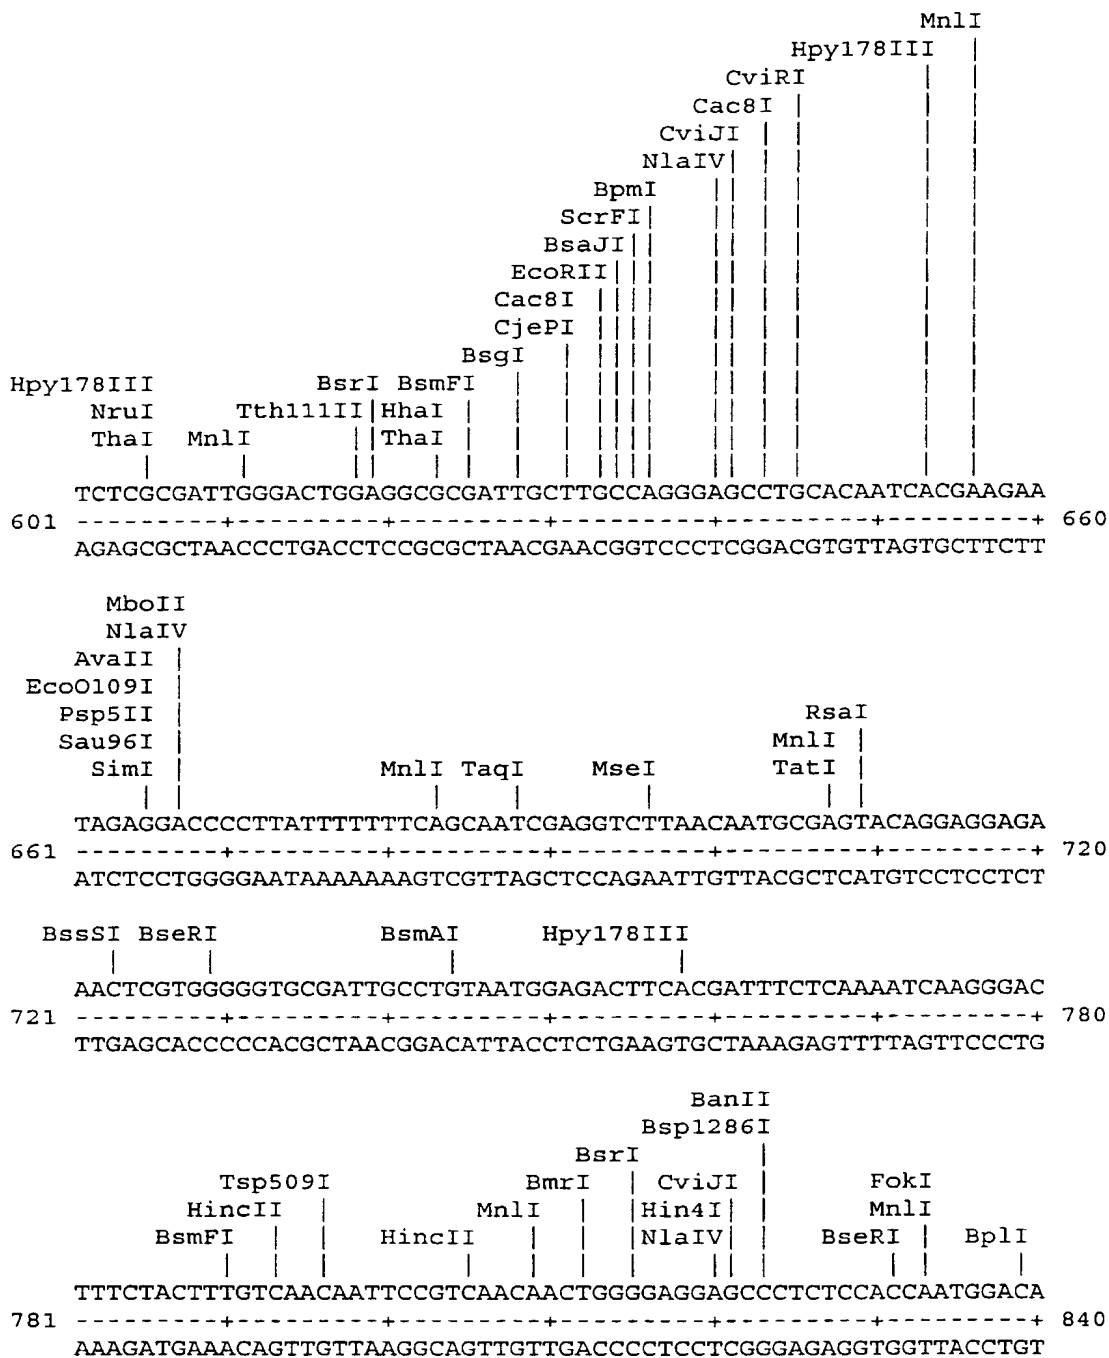 MnlI
Hpy178III
CviRI
Cac8I
CviJI
NlaIV
BpmI
ScrFI
BsaJI
EcoRII
Cac8I
CjePI
BsgI
Hpy178III BsrI BsmFI
NruI Tth111II HhaI
ThaI MnlI ThaI
TCTCGCGATTGGGACTGGAGGCGCGATTGCTTGCCAGGGAGCCTGCACAATCACGAAGAA
601 ---------+---------+---------+---------+---------+---------+ 660
AGAGCGCTAACCCTGACCTCCGCGCTAACGAACGGTCCCTCGGACGTGTTAGTGCTTCTT
MboII
NlaIV
AvaII
EcoO109I
Psp5II RsaI
Sau96I MnlI
SimI MnlI TaqI MseI TatI
TAGAGGACCCCTTATTTTTTTCAGCAATCGAGGTCTTAACAATGCGAGTACAGGAGGAGA
661 ---------+---------+---------+---------+---------+---------+ 720
ATCTCCTGGGGAATAAAAAAAGTCGTTAGCTCCAGAATTGTTACGCTCATGTCCTCCTCT
BssSI BseRI BsmAI Hpy178III
AACTCGTGGGGGTGCGATTGCCTGTAATGGAGACTTCACGATTTCTCAAAATCAAGGGAC
721 ---------+---------+---------+---------+---------+---------+ 780
TTGAGCACCCCCACGCTAACGGACATTACCTCTGAAGTGCTAAAGAGTTTTAGTTCCCTG
BanII
Bsp1286I
BsrI
Tsp509I BmrI CviJI FokI
HincII MnlI Hin4I MnlI
BsmFI HincII NlaIV BseRI BplI
TTTCTACTTTGTCAACAATTCCGTCAACAACTGGGGAGGAGCCCTCTCCACCAATGGACA
781 ---------+---------+---------+---------+---------+---------+ 840
AAAGATGAAACAGTTGTTAAGGCAGTTGTTGACCCCTCCTCGGGAGAGGTGGTTACCTGT